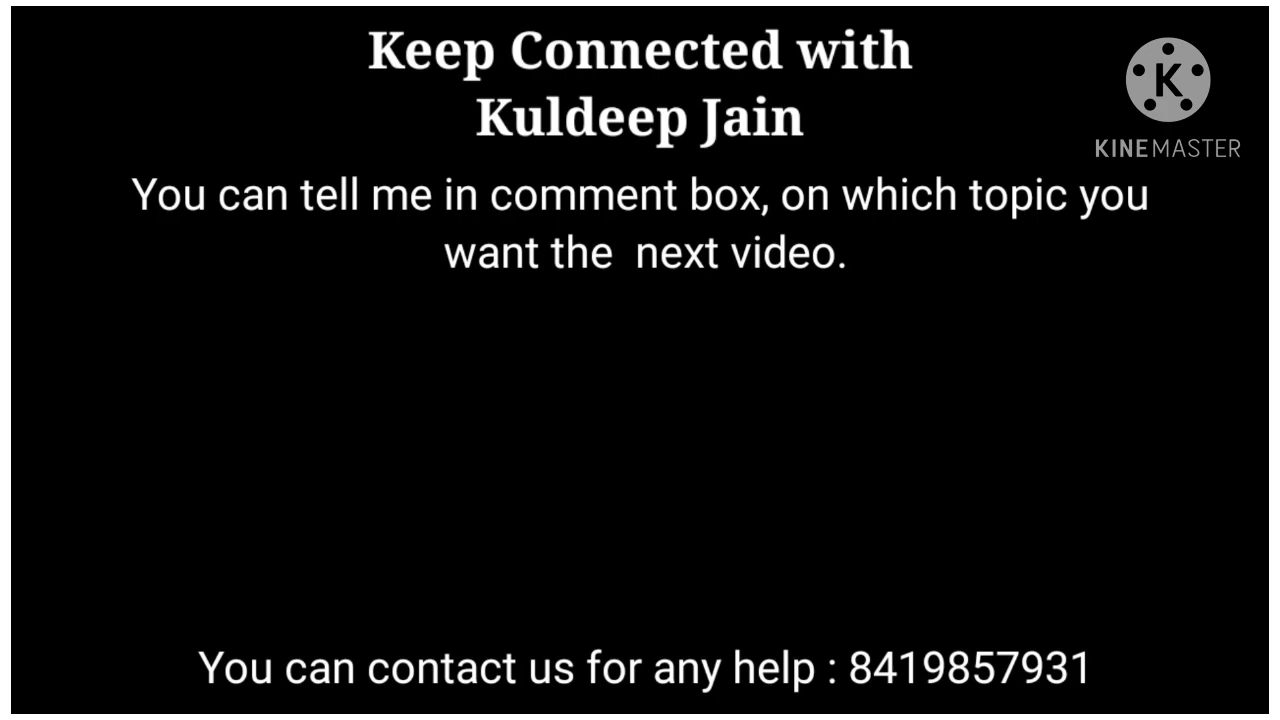 Keep Connected with
Kuldeep Jain
K
KINEMASTER
You can tell me in comment box, on which topic you
want the next video.
You can contact us for any help : 8419857931